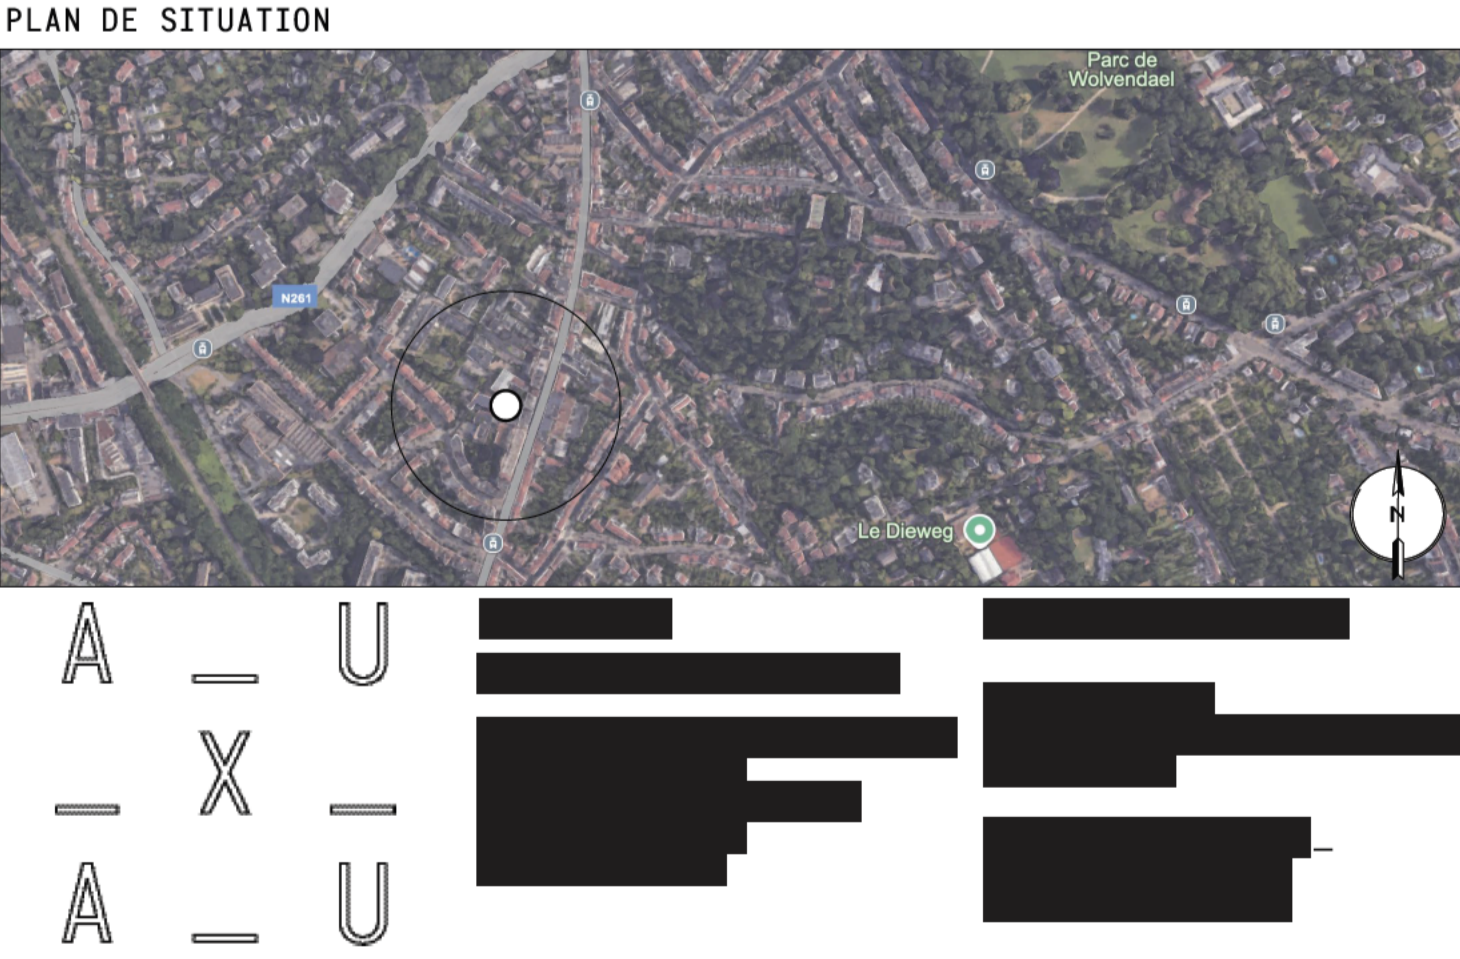 PLAN DE SITUATION
Parc de
Wolvendael
N261
Le Dieweg
N
A _ U
_ X _
A _ U